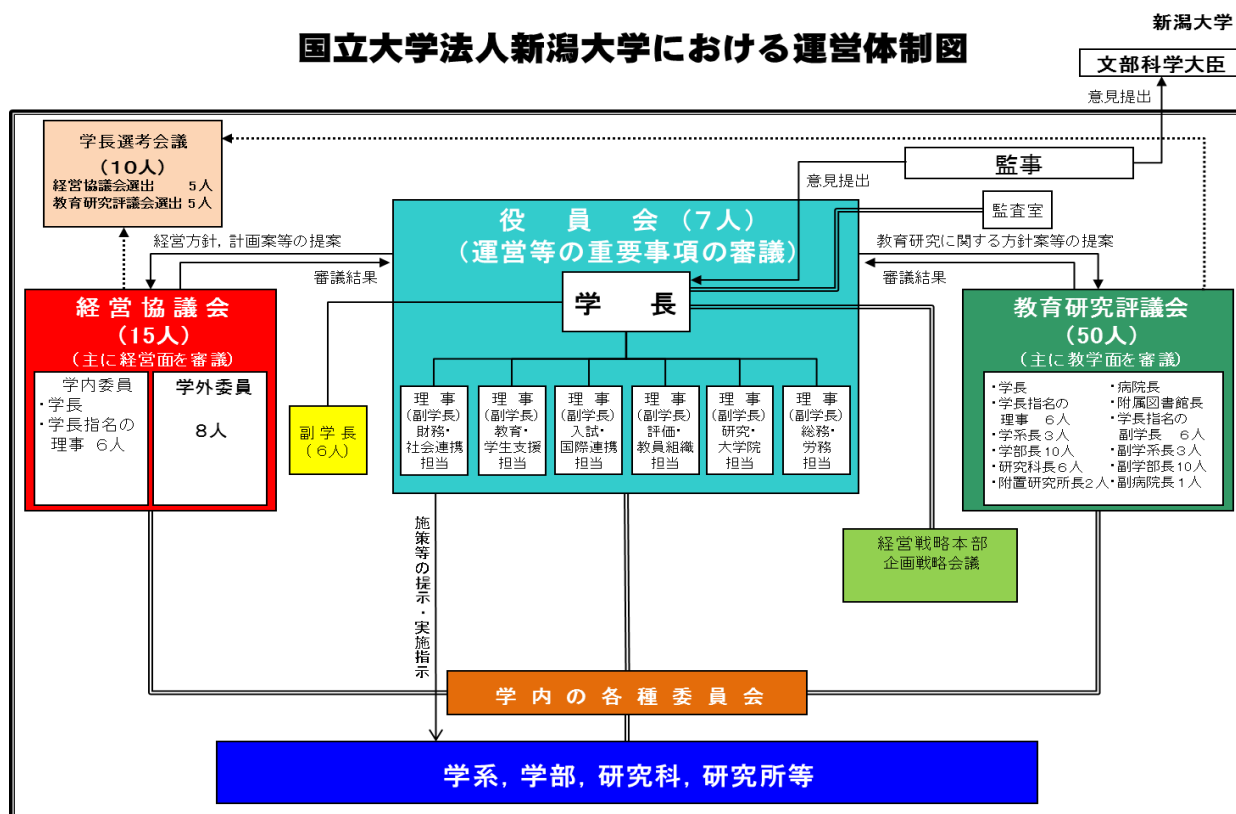 新潟大学
国立大学法人新潟大学における運営体制図
文部科学大臣
意見提出
学長選考会議
(10人)
経営協議会選出 5人
教育研究評議会選出 5人
監事
意見提出
監査室
役員会(7人)
(運営等の重要事項の審議)
経営方針,計画案等の提案
審議結果
教育研究に関する方針案等の提案
審議結果
学長
経営協議会
(15人)
(主に経営面を審議)
学内委員
・学長
・学長指名の
理事 6人
学外委員
8人
副学長
(6人)
理事
(副学長)
財務・
社会連携
担当
理事
(副学長)
教育・
学生支援
担当
理事
(副学長)
入試・
国際連携
担当
理事
(副学長)
評価・
教員組織
担当
理事
(副学長)
研究・
大学院
担当
理事
(副学長)
総務・
労務
担当
教育研究評議会
(50人)
(主に教学面を審議)
・学長
・学長指名の
理事 6人
・学系長3人
・学部長10人
・研究科長6人
・附置研究所長2人
・病院長
・附属図書館長
・学長指名の
副学長 6人
・副学系長3人
・副学部長10人
・副病院長1人
施策等の提示・実施指示
経営戦略本部
企画戦略会議
学内の各種委員会
学系,学部,研究科,研究所等